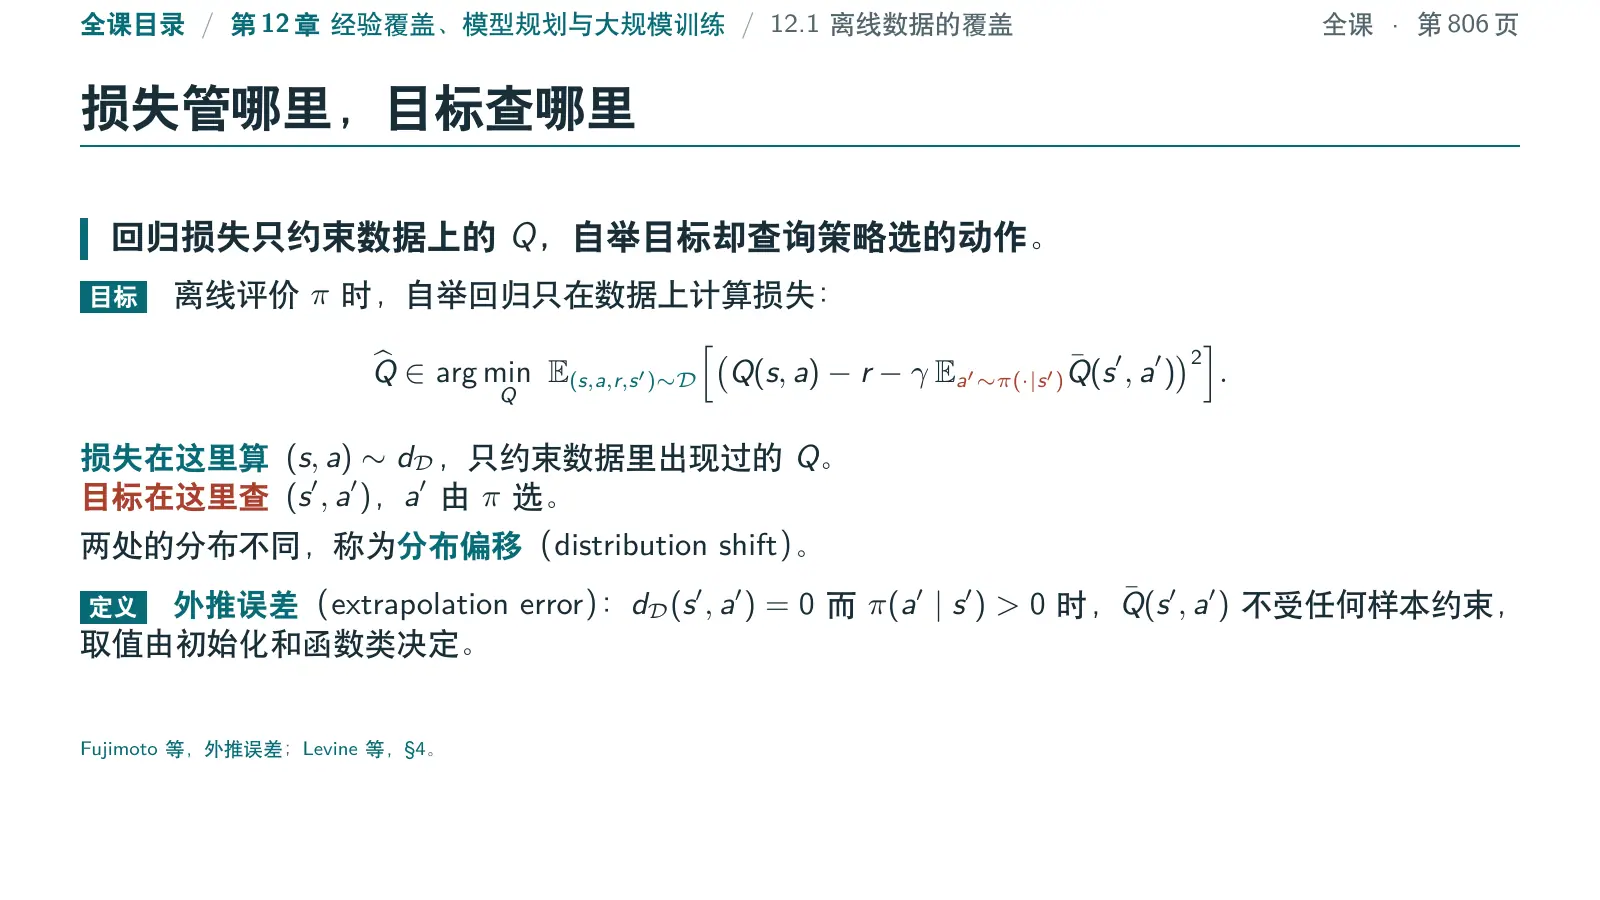 全课目录 / 第 12 章 经验覆盖、模型规划与大规模训练 / 12.1 离线数据的覆盖 全课 · 第 806 页
损失管哪里，目标查哪里
回归损失只约束数据上的 Q，自举目标却查询策略选的动作。
目标 离线评价 π 时，自举回归只在数据上计算损失：
Q̂ ∈ arg min_Q 𝔼_{(s,a,r,s′)∼𝒟} [ ( Q(s, a) − r − γ 𝔼_{a′∼π(·|s′)} Q̄(s′, a′) )² ].
损失在这里算 (s, a) ∼ d_𝒟，只约束数据里出现过的 Q。
目标在这里查 (s′, a′)，a′ 由 π 选。
两处的分布不同，称为分布偏移（distribution shift）。
定义 外推误差（extrapolation error）：d_𝒟(s′, a′) = 0 而 π(a′ | s′) > 0 时，Q̄(s′, a′) 不受任何样本约束，
取值由初始化和函数类决定。
Fujimoto 等，外推误差；Levine 等，§4。